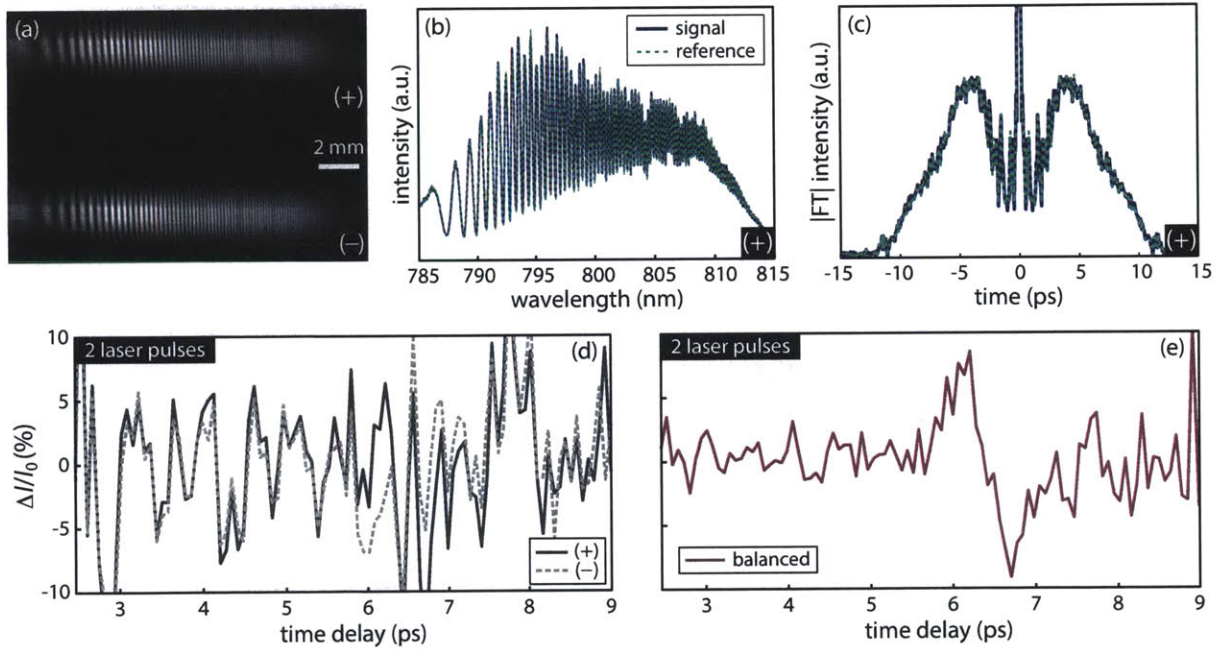 (a)
(+)
2 mm
(−)
(b)
signal
reference
intensity (a.u.)
(+)
785 790 795 800 805 810 815
wavelength (nm)
(c)
|FT| intensity (a.u.)
(+)
-15 -10 -5 0 5 10 15
time (ps)
2 laser pulses
(d)
10
5
0
-5
-10
ΔI/I₀ (%)
(+)
(−)
3 4 5 6 7 8 9
time delay (ps)
2 laser pulses
(e)
balanced
3 4 5 6 7 8 9
time delay (ps)